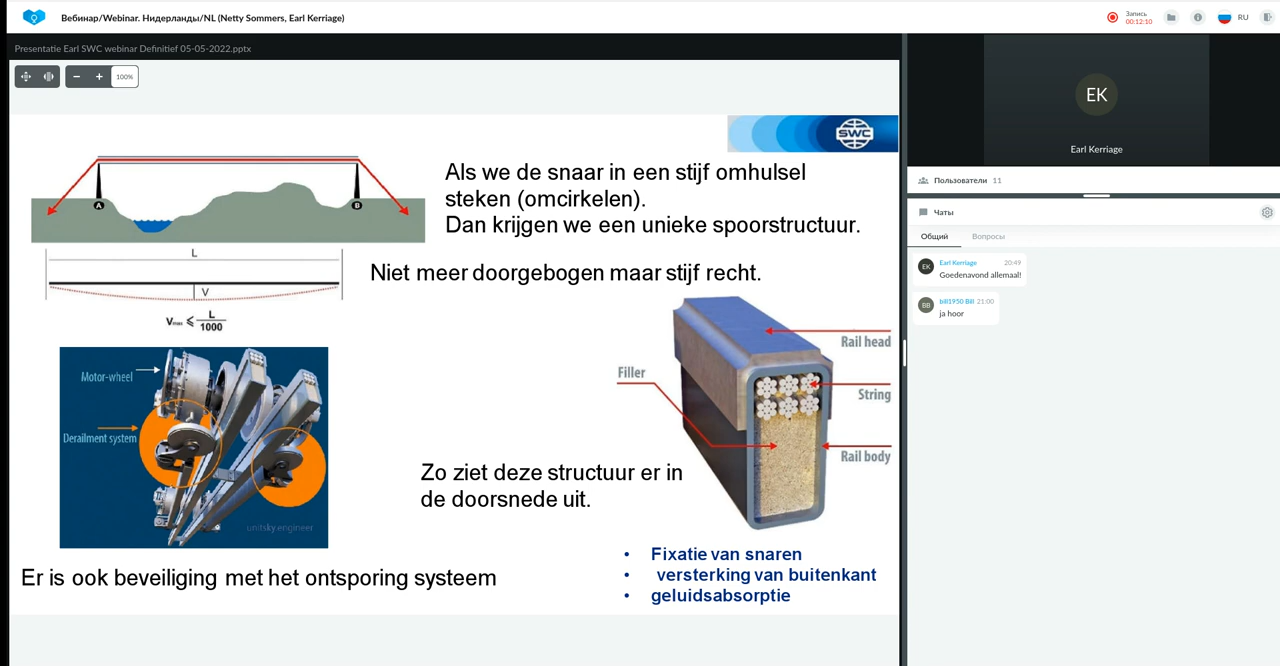 Вебинар/Webinar. Нидерланды/NL (Netty Sommers, Earl Kerriage)
Запись
00:12:10
RU
Presentatie Earl SWC webinar Definitief 05-05-2022.pptx
100%
SWC
A
B
Als we de snaar in een stijf omhulsel
steken (omcirkelen).
Dan krijgen we een unieke spoorstructuur.
L
V
Niet meer doorgebogen maar stijf recht.
Vmax ⩽ L
1000
Motor-wheel
Derailment system
unitsky engineer
Rail head
Filler
String
Rail body
Zo ziet deze structuur er in
de doorsnede uit.
Er is ook beveiliging met het ontsporing systeem
• Fixatie van snaren
• versterking van buitenkant
• geluidsabsorptie
EK
Earl Kerriage
Пользователи 11
Чаты
Общий Вопросы
EK
Earl Kerriage 20:49
Goedenavond allemaal!
BB
bill1950 Bill 21:00
ja hoor